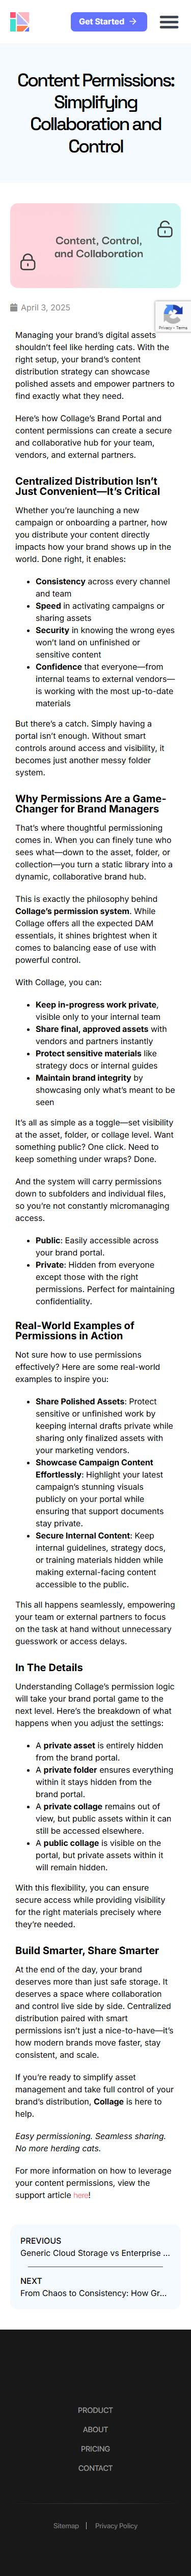 Get Started →
Content Permissions:
Simplifying
Collaboration and
Control
Content, Control,
and Collaboration
April 3, 2025
Privacy - Terms
Managing your brand's digital assets
shouldn't feel like herding cats. With the
right setup, your brand's content
distribution strategy can showcase
polished assets and empower partners to
find exactly what they need.
Here's how Collage's Brand Portal and
content permissions can create a secure
and collaborative hub for your team,
vendors, and external partners.
Centralized Distribution Isn't
Just Convenient—It's Critical
Whether you're launching a new
campaign or onboarding a partner, how
you distribute your content directly
impacts how your brand shows up in the
world. Done right, it enables:
• Consistency across every channel
and team
• Speed in activating campaigns or
sharing assets
• Security in knowing the wrong eyes
won't land on unfinished or
sensitive content
• Confidence that everyone—from
internal teams to external vendors—
is working with the most up-to-date
materials
But there's a catch. Simply having a
portal isn't enough. Without smart
controls around access and visibility, it
becomes just another messy folder
system.
Why Permissions Are a Game-
Changer for Brand Managers
That's where thoughtful permissioning
comes in. When you can finely tune who
sees what—down to the asset, folder, or
collection—you turn a static library into a
dynamic, collaborative brand hub.
This is exactly the philosophy behind
Collage's permission system. While
Collage offers all the expected DAM
essentials, it shines brightest when it
comes to balancing ease of use with
powerful control.
With Collage, you can:
• Keep in-progress work private,
visible only to your internal team
• Share final, approved assets with
vendors and partners instantly
• Protect sensitive materials like
strategy docs or internal guides
• Maintain brand integrity by
showcasing only what's meant to be
seen
It's all as simple as a toggle—set visibility
at the asset, folder, or collage level. Want
something public? One click. Need to
keep something under wraps? Done.
And the system will carry permissions
down to subfolders and individual files,
so you're not constantly micromanaging
access.
• Public: Easily accessible across
your brand portal.
• Private: Hidden from everyone
except those with the right
permissions. Perfect for maintaining
confidentiality.
Real-World Examples of
Permissions in Action
Not sure how to use permissions
effectively? Here are some real-world
examples to inspire you:
• Share Polished Assets: Protect
sensitive or unfinished work by
keeping internal drafts private while
sharing only finalized assets with
your marketing vendors.
• Showcase Campaign Content
Effortlessly: Highlight your latest
campaign's stunning visuals
publicly on your portal while
ensuring that support documents
stay private.
• Secure Internal Content: Keep
internal guidelines, strategy docs,
or training materials hidden while
making external-facing content
accessible to the public.
This all happens seamlessly, empowering
your team or external partners to focus
on the task at hand without unnecessary
guesswork or access delays.
In The Details
Understanding Collage's permission logic
will take your brand portal game to the
next level. Here's the breakdown of what
happens when you adjust the settings:
• A private asset is entirely hidden
from the brand portal.
• A private folder ensures everything
within it stays hidden from the
brand portal.
• A private collage remains out of
view, but public assets within it can
still be accessed elsewhere.
• A public collage is visible on the
portal, but private assets within it
will remain hidden.
With this flexibility, you can ensure
secure access while providing visibility
for the right materials precisely where
they're needed.
Build Smarter, Share Smarter
At the end of the day, your brand
deserves more than just safe storage. It
deserves a space where collaboration
and control live side by side. Centralized
distribution paired with smart
permissions isn't just a nice-to-have—it's
how modern brands move faster, stay
consistent, and scale.
If you're ready to simplify asset
management and take full control of your
brand's distribution, Collage is here to
help.
Easy permissioning. Seamless sharing.
No more herding cats.
For more information on how to leverage
your content permissions, view the
support article here!
PREVIOUS
Generic Cloud Storage vs Enterprise ...
NEXT
From Chaos to Consistency: How Gr...
PRODUCT
ABOUT
PRICING
CONTACT
Sitemap | Privacy Policy